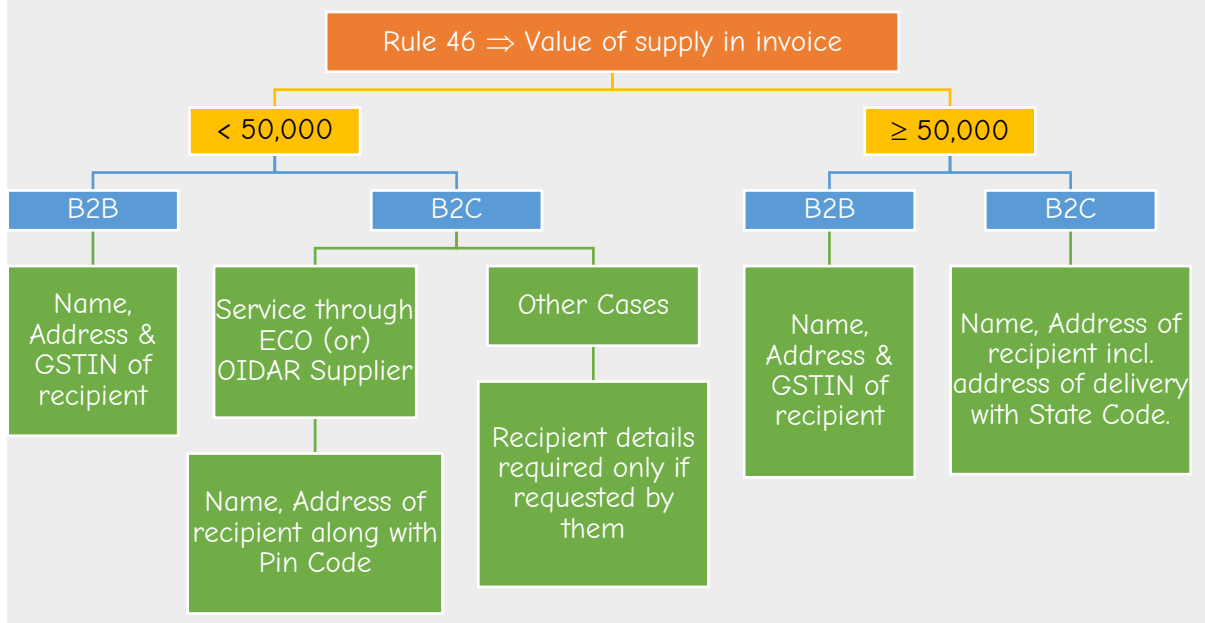 Rule 46 ⇒ Value of supply in invoice
< 50,000
≥ 50,000
B2B
B2C
B2B
B2C
Name,
Address &
GSTIN of
recipient
Service through
ECO (or)
OIDAR Supplier
Other Cases
Name,
Address &
GSTIN of
recipient
Name, Address of
recipient incl.
address of delivery
with State Code.
Name, Address of
recipient along with
Pin Code
Recipient details
required only if
requested by
them